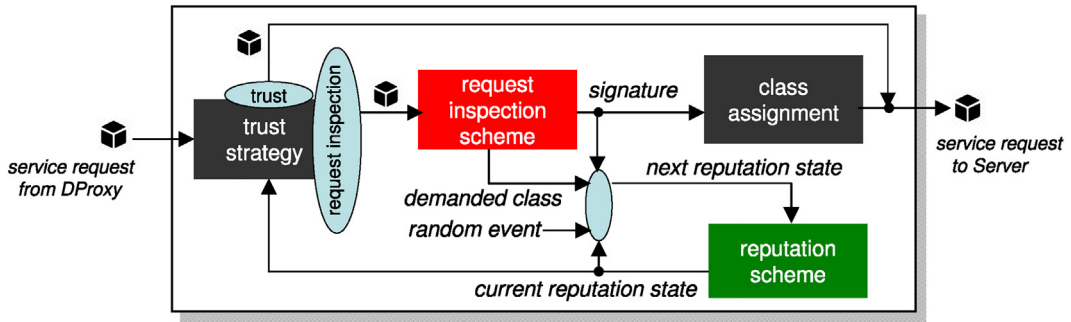 trust
trust
strategy
request inspection
request
inspection
scheme
signature
class
assignment
service request
from DProxy
service request
to Server
demanded class
next reputation state
random event
reputation
scheme
current reputation state